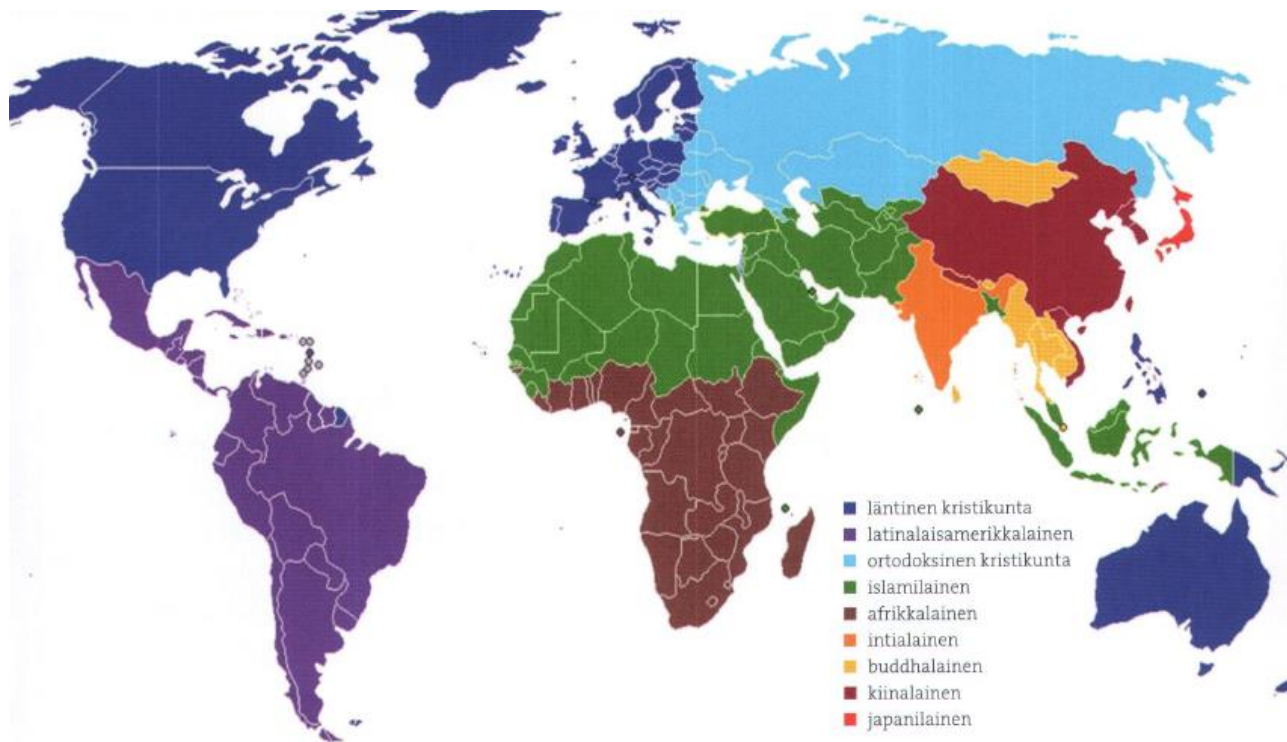 läntinen kristikunta
latinalaisamerikkalainen
ortodoksinen kristikunta
islamilainen
afrikkalainen
intialainen
buddhalainen
kiinalainen
japanilainen